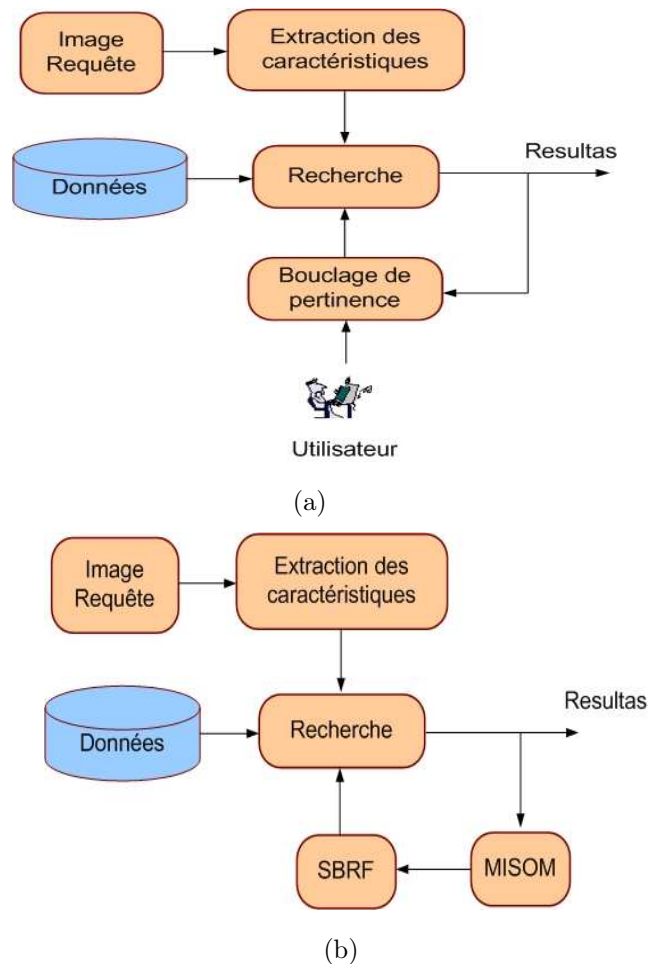 Image
Requête
Extraction des
caractéristiques
Données
Recherche
Resultas
Bouclage de
pertinence
Utilisateur
(a)
Image
Requête
Extraction des
caractéristiques
Données
Recherche
Resultas
SBRF
MISOM
(b)